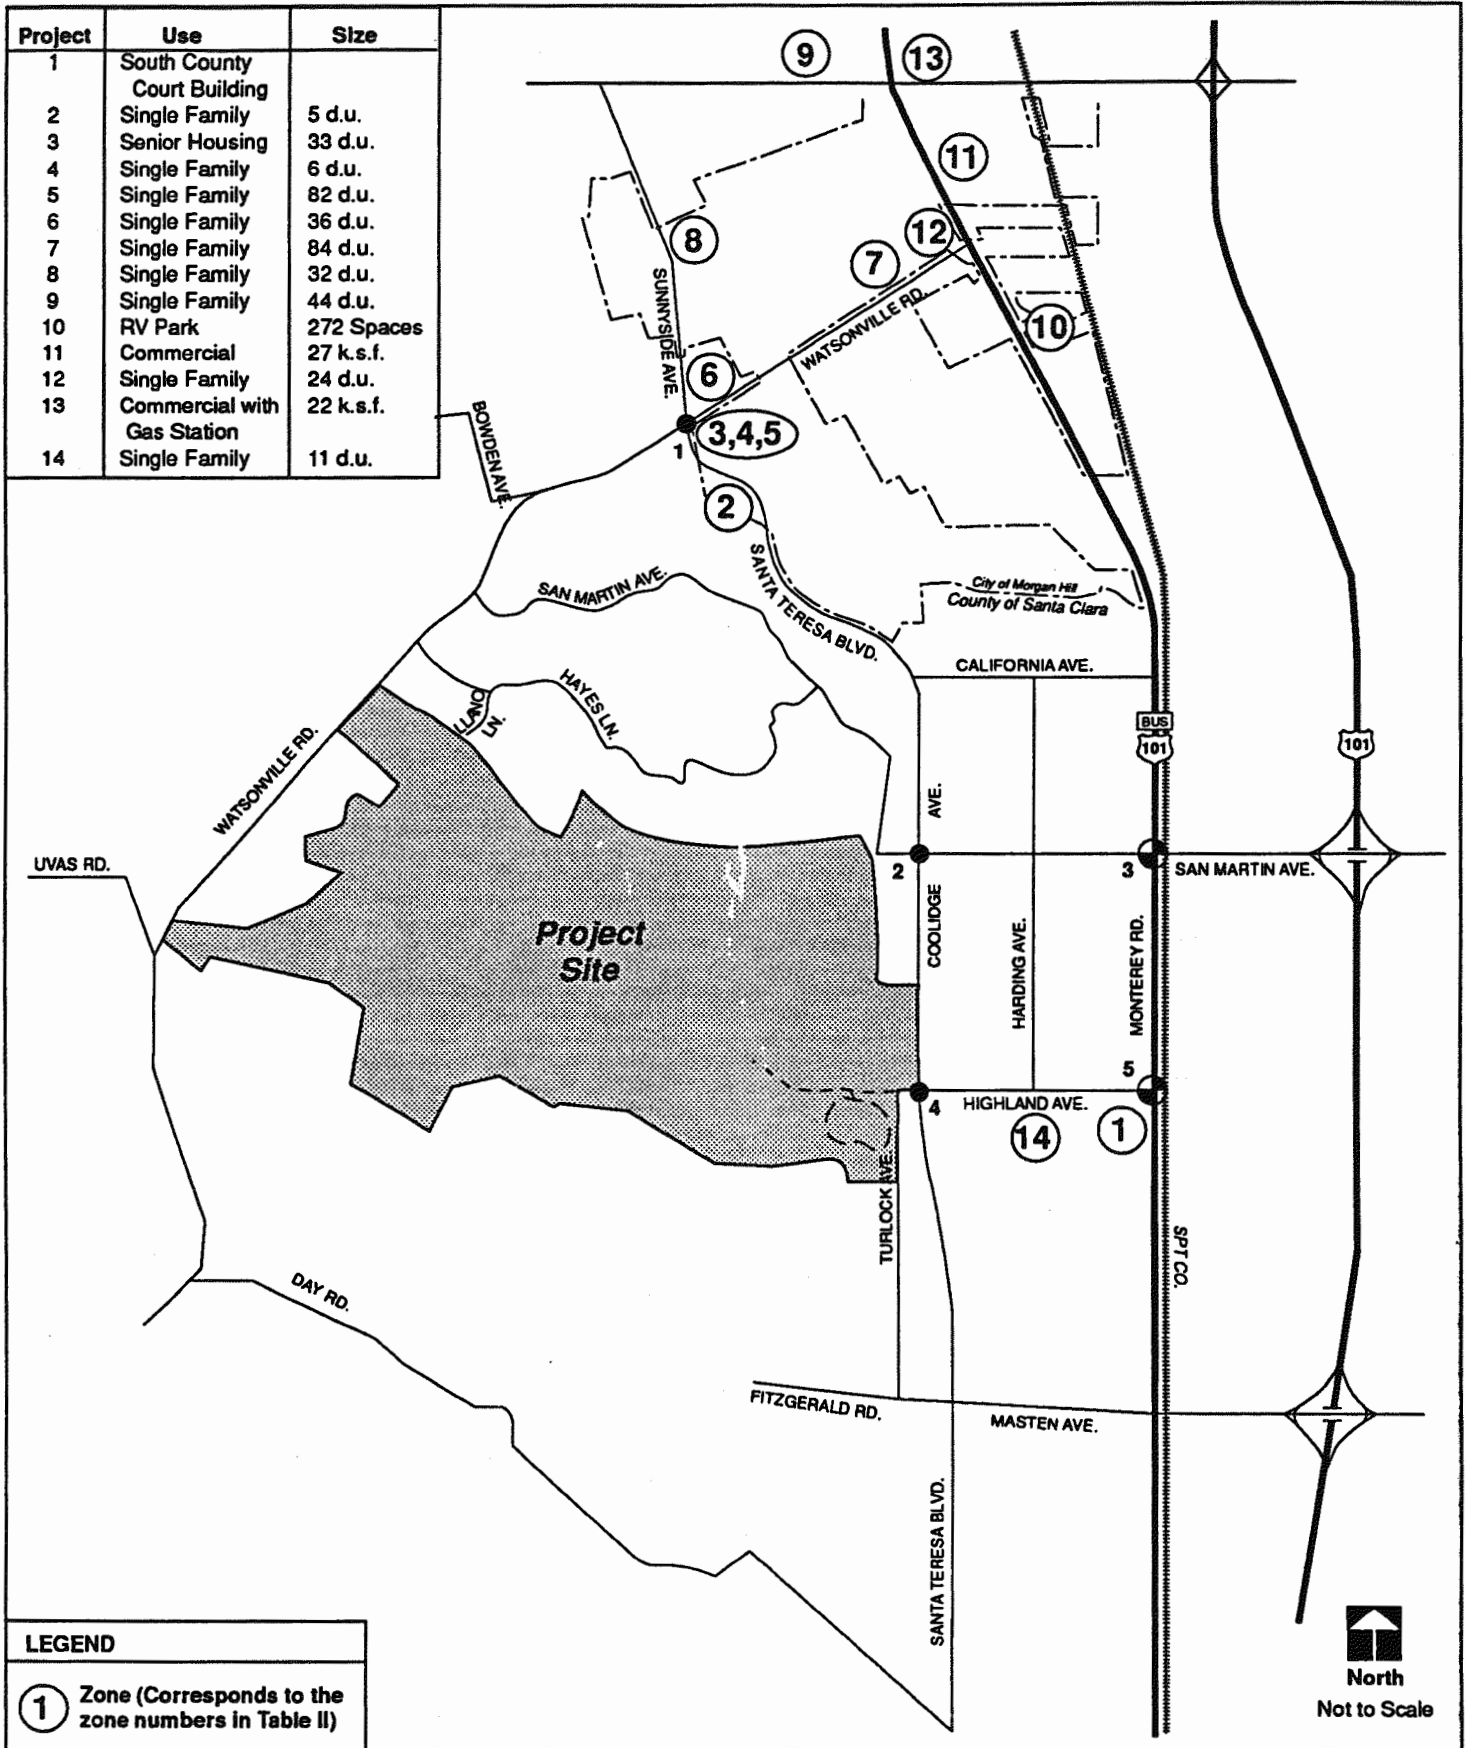 Project Use Size
1 South County
Court Building
2 Single Family 5 d.u.
3 Senior Housing 33 d.u.
4 Single Family 6 d.u.
5 Single Family 82 d.u.
6 Single Family 36 d.u.
7 Single Family 84 d.u.
8 Single Family 32 d.u.
9 Single Family 44 d.u.
10 RV Park 272 Spaces
11 Commercial 27 k.s.f.
12 Single Family 24 d.u.
13 Commercial with 22 k.s.f.
Gas Station
14 Single Family 11 d.u.
9
13
11
12
8
7
10
SUNNYSIDE AVE.
WATSONVILLE RD.
6
3,4,5
1
BOWDEN AVE.
2
SAN MARTIN AVE.
SANTA TERESA BLVD.
City of Morgan Hill
County of Santa Clara
CALIFORNIA AVE.
HAYES LN.
LLANO
LN.
BUS
101
101
WATSONVILLE RD.
UVAS RD.
AVE.
2
3
SAN MARTIN AVE.
COOLIDGE
HARDING AVE.
MONTEREY RD.
Project
Site
5
4
HIGHLAND AVE.
14
1
TURLOCK AVE.
SPT CO.
DAY RD.
FITZGERALD RD.
MASTEN AVE.
SANTA TERESA BLVD.
North
Not to Scale
LEGEND
1 Zone (Corresponds to the
zone numbers in Table II)